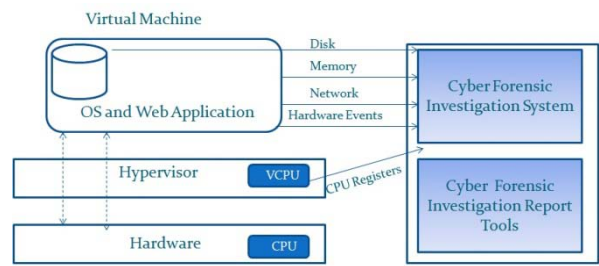 Virtual Machine
OS and Web Application
Disk
Memory
Network
Hardware Events
Cyber Forensic
Investigation System
Hypervisor
VCPU
CPU Registers
Cyber Forensic
Investigation Report
Tools
Hardware
CPU